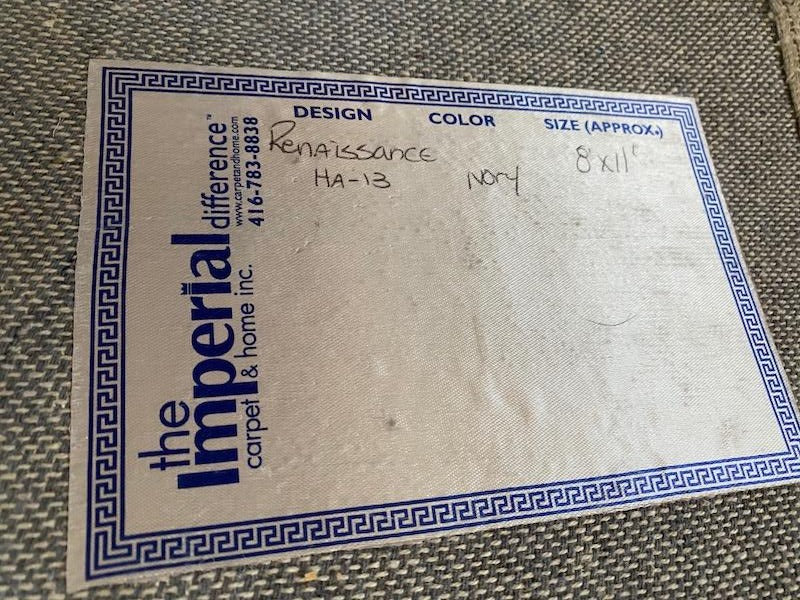 DESIGN COLOR SIZE (APPROX.)
Renaissance
HA-13 Ivory 8'x11'
the
Imperial difference™
carpet & home inc.
www.carpetandhome.com
416-783-8838